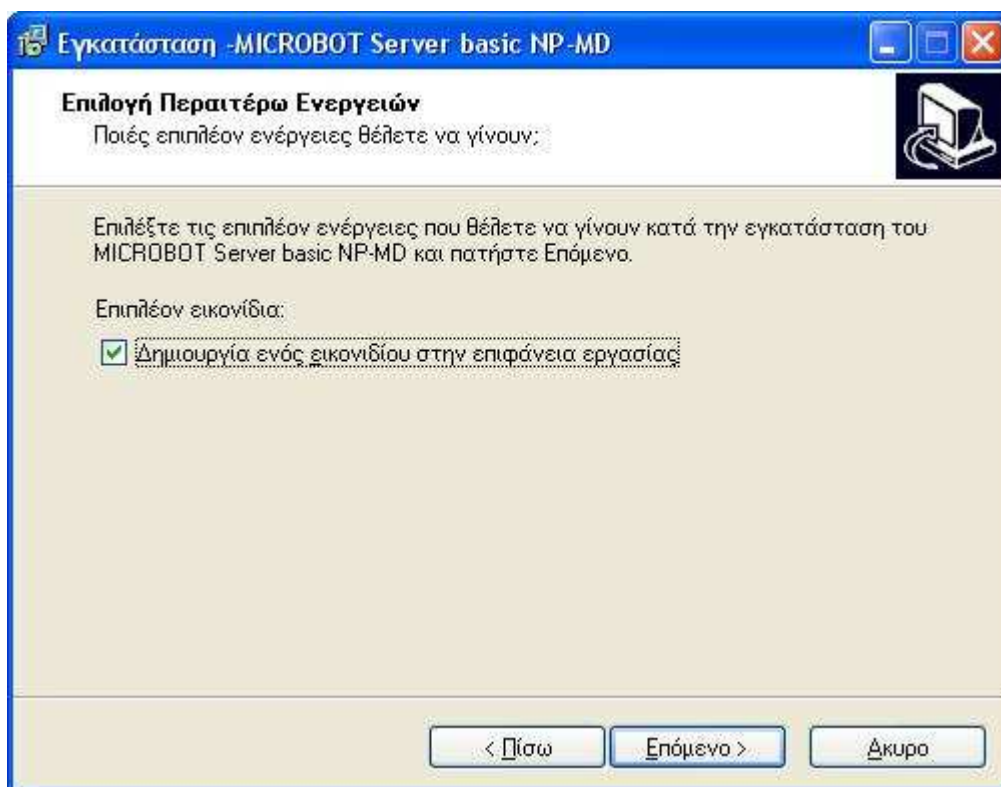 Εγκατάσταση -MICROBOT Server basic NP-MD
Επιλογή Περαιτέρω Ενεργειών
Ποιές επιπλέον ενέργειες θέλετε να γίνουν;
Επιλέξτε τις επιπλέον ενέργειες που θέλετε να γίνουν κατά την εγκατάσταση του
MICROBOT Server basic NP-MD και πατήστε Επόμενο.
Επιπλέον εικονίδια:
Δημιουργία ενός εικονιδίου στην επιφάνεια εργασίας
< Πίσω
Επόμενο >
Ακυρο